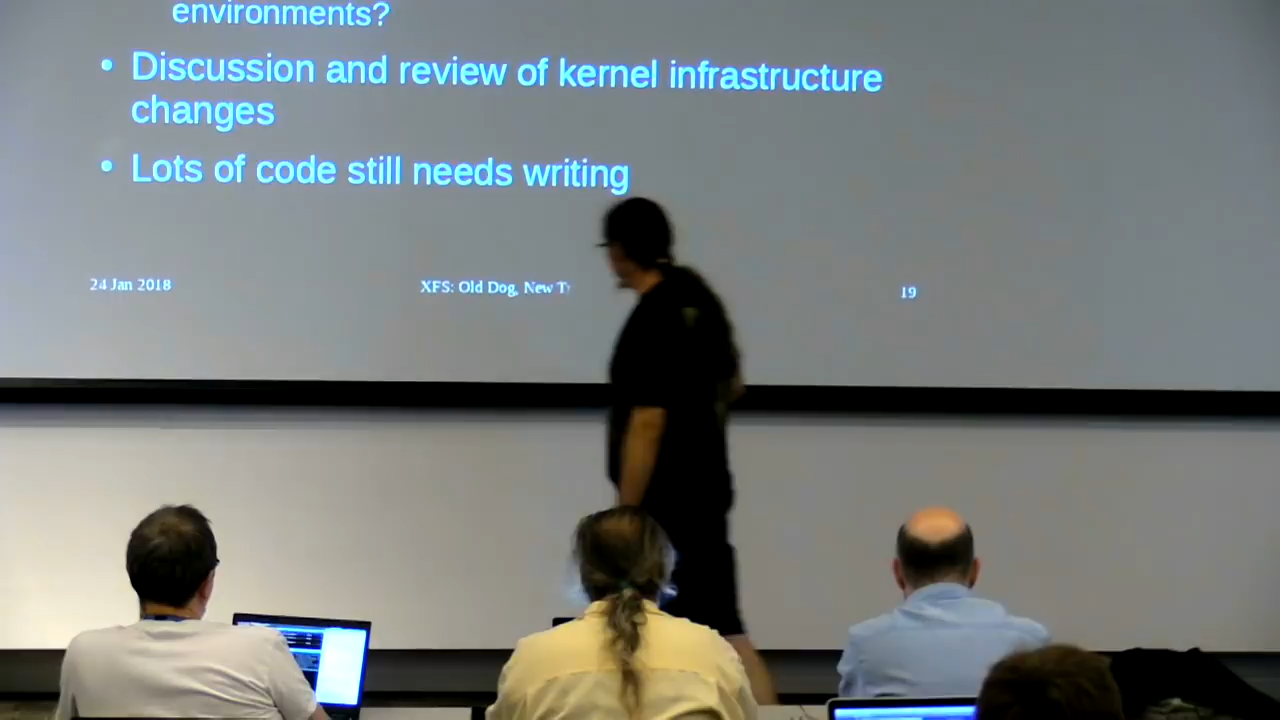 environments?
• Discussion and review of kernel infrastructure
changes
• Lots of code still needs writing
24 Jan 2018
XFS: Old Dog, New
19